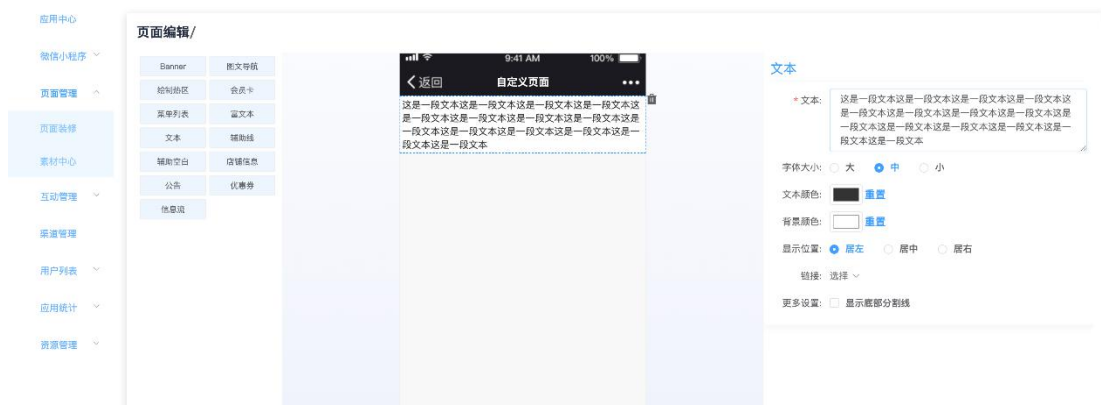 应用中心
微信小程序
页面管理
页面装修
素材中心
互动管理
渠道管理
用户列表
应用统计
资源管理
页面编辑/
Banner 图文导航
绘制热区 会员卡
菜单列表 富文本
文本 辅助线
辅助空白 店铺信息
公告 优惠券
信息流
9:41 AM 100%
返回 自定义页面
这是一段文本这是一段文本这是一段文本这是一段文本这
是一段文本这是一段文本这是一段文本这是一段文本这是
一段文本这是一段文本这是一段文本这是一段文本这是一
段文本这是一段文本
文本
* 文本:
这是一段文本这是一段文本这是一段文本这是一段文本这
是一段文本这是一段文本这是一段文本这是一段文本这是
一段文本这是一段文本这是一段文本这是一段文本这是一
段文本这是一段文本
字体大小: 大 中 小
文本颜色: 重置
背景颜色: 重置
显示位置: 居左 居中 居右
链接: 选择
更多设置: 显示底部分割线